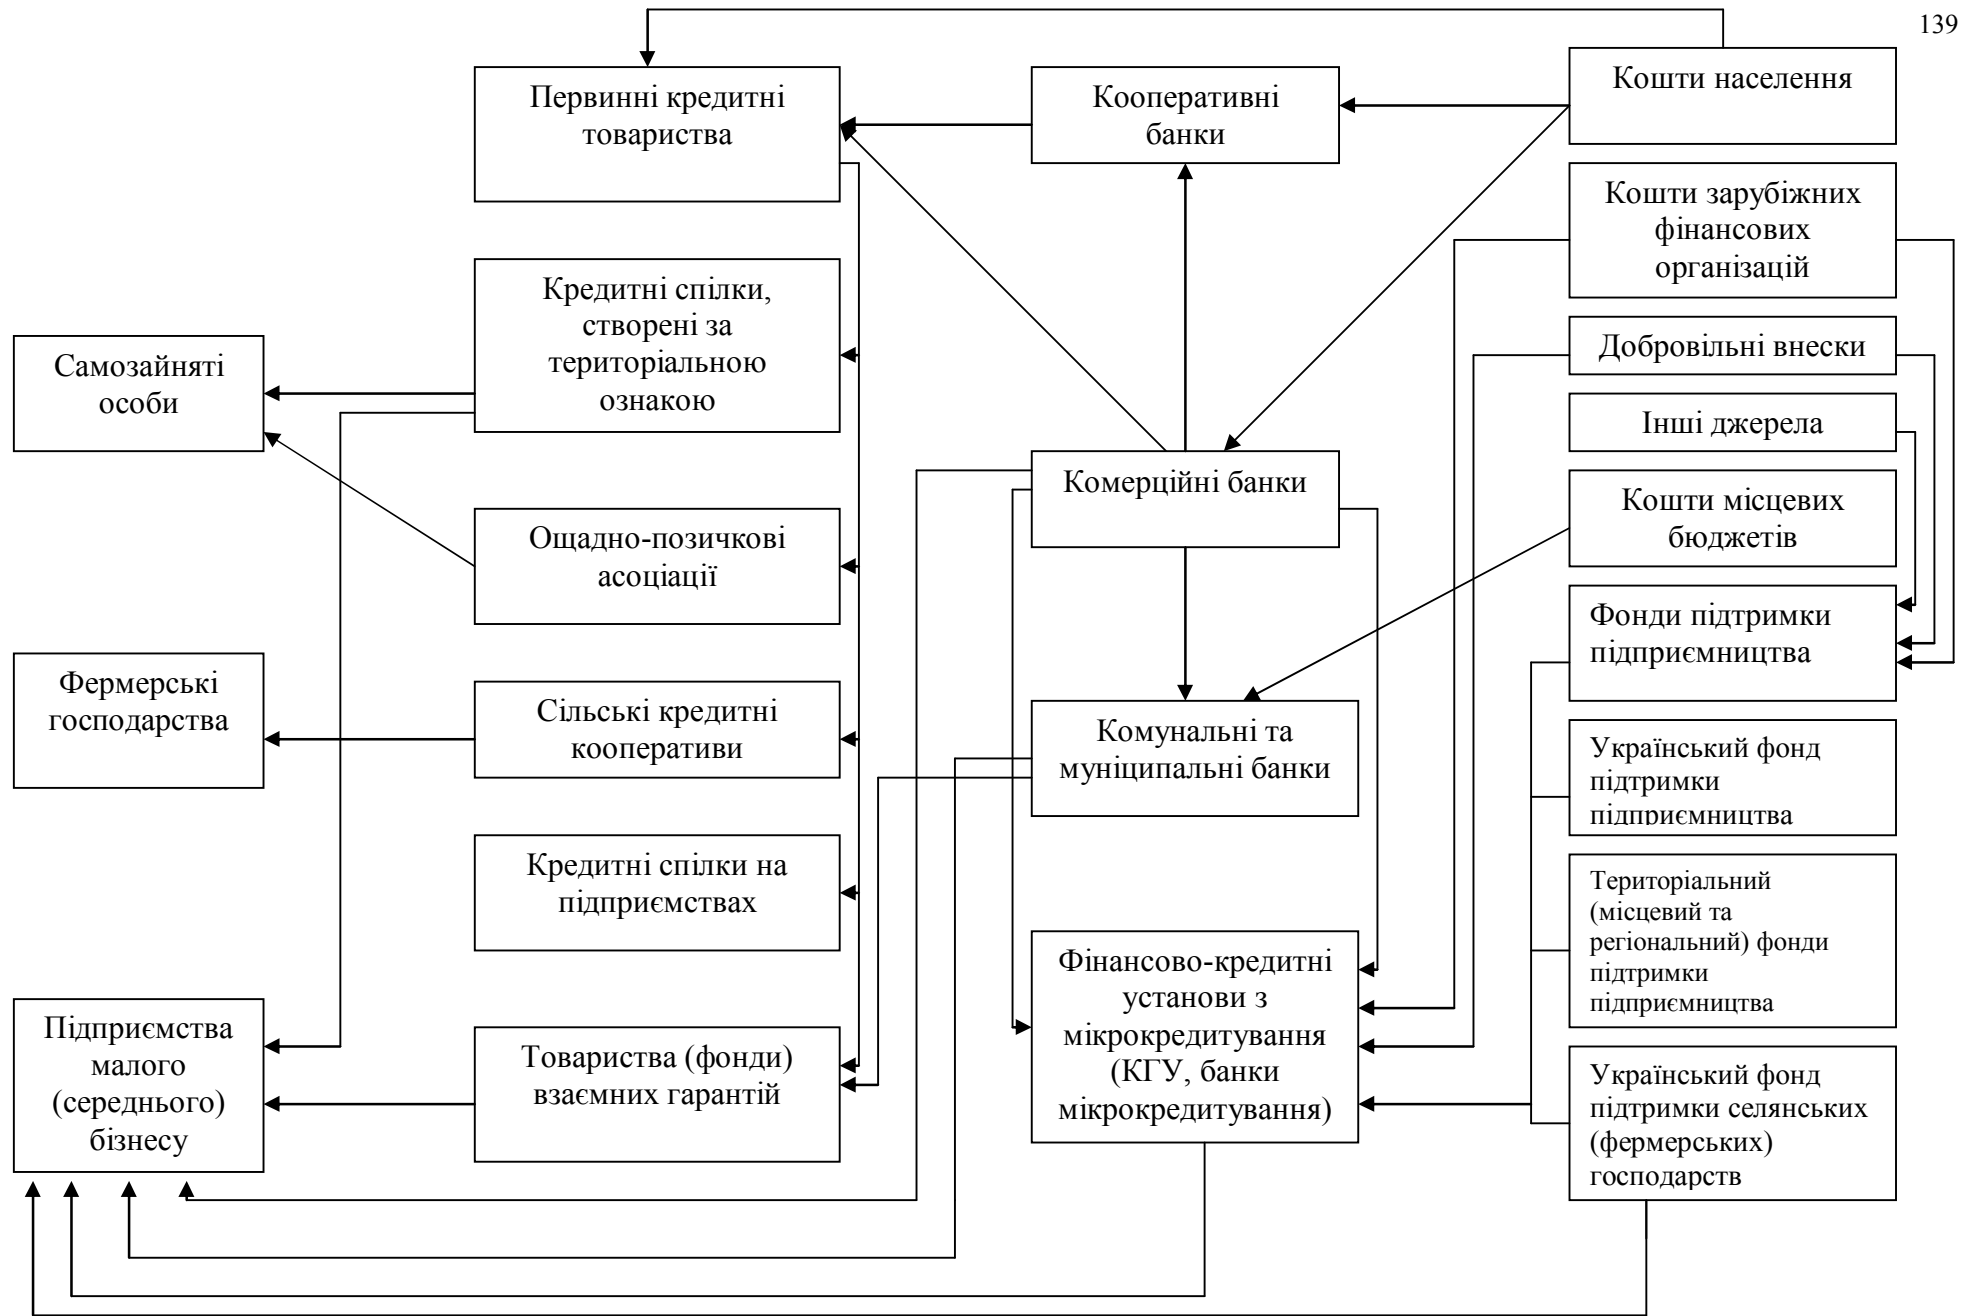 139
Первинні кредитні
товариства
Кооперативні
банки
Кошти населення
Кошти зарубіжних
фінансових
організацій
Кредитні спілки,
створені за
територіальною
ознакою
Самозайняті
особи
Добровільні внески
Інші джерела
Комерційні банки
Кошти місцевих
бюджетів
Ощадно-позичкові
асоціації
Фонди підтримки
підприємництва
Фермерські
господарства
Сільські кредитні
кооперативи
Комунальні та
муніципальні банки
Український фонд
підтримки
підприємництва
Кредитні спілки на
підприємствах
Територіальний
(місцевий та
регіональний) фонди
підтримки
підприємництва
Фінансово-кредитні
установи з
мікрокредитування
(КГУ, банки
мікрокредитування)
Підприємства
малого
(середнього)
бізнесу
Товариства (фонди)
взаємних гарантій
Український фонд
підтримки селянських
(фермерських)
господарств